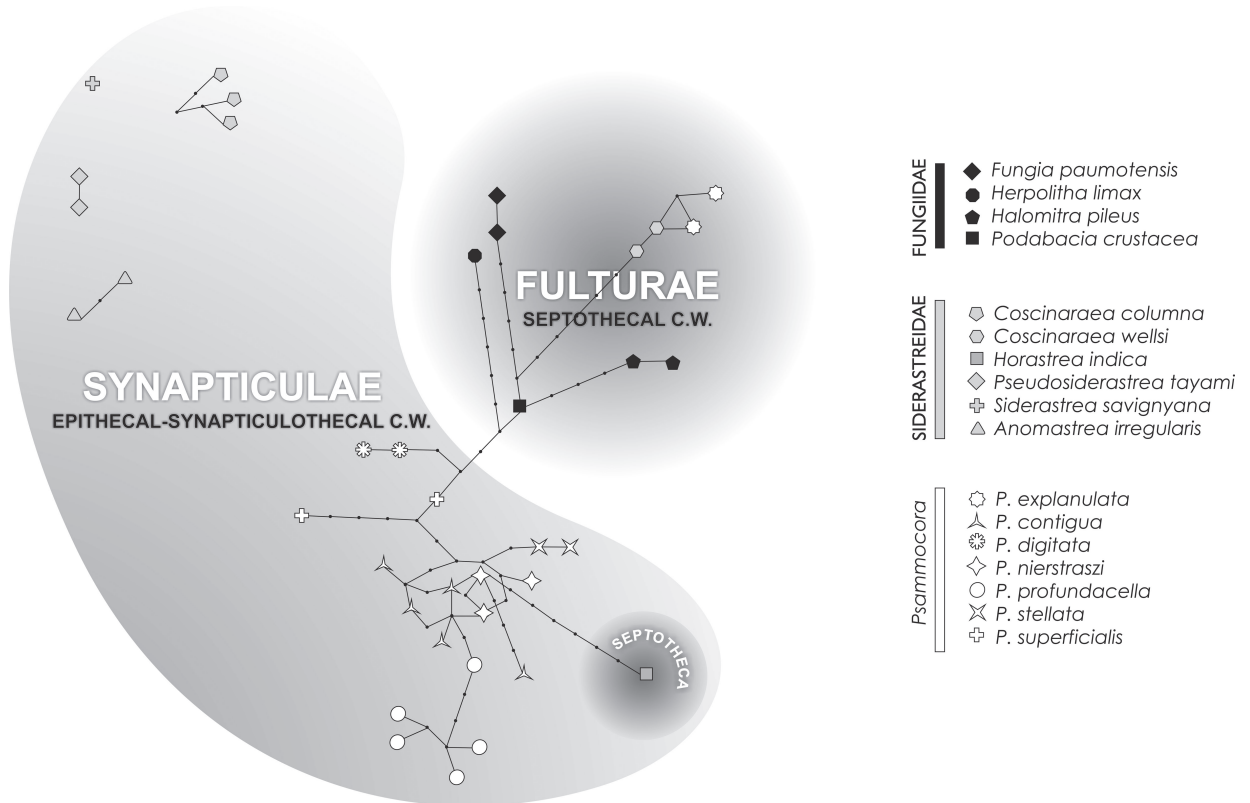 SYNAPTICULAE
EPITHECAL-SYNAPTICULOTHECAL C.W.
FULTURAE
SEPTOTHECAL C.W.
SEPTOTHECA
FUNGIIDAE
Fungia paumotensis
Herpolitha limax
Halomitra pileus
Podabacia crustacea
SIDERASTREIDAE
Coscinaraea columna
Coscinaraea wellsi
Horastrea indica
Pseudosiderastrea tayami
Siderastrea savignyana
Anomastrea irregularis
Psammocora
P. explanulata
P. contigua
P. digitata
P. nierstraszi
P. profundacella
P. stellata
P. superficialis